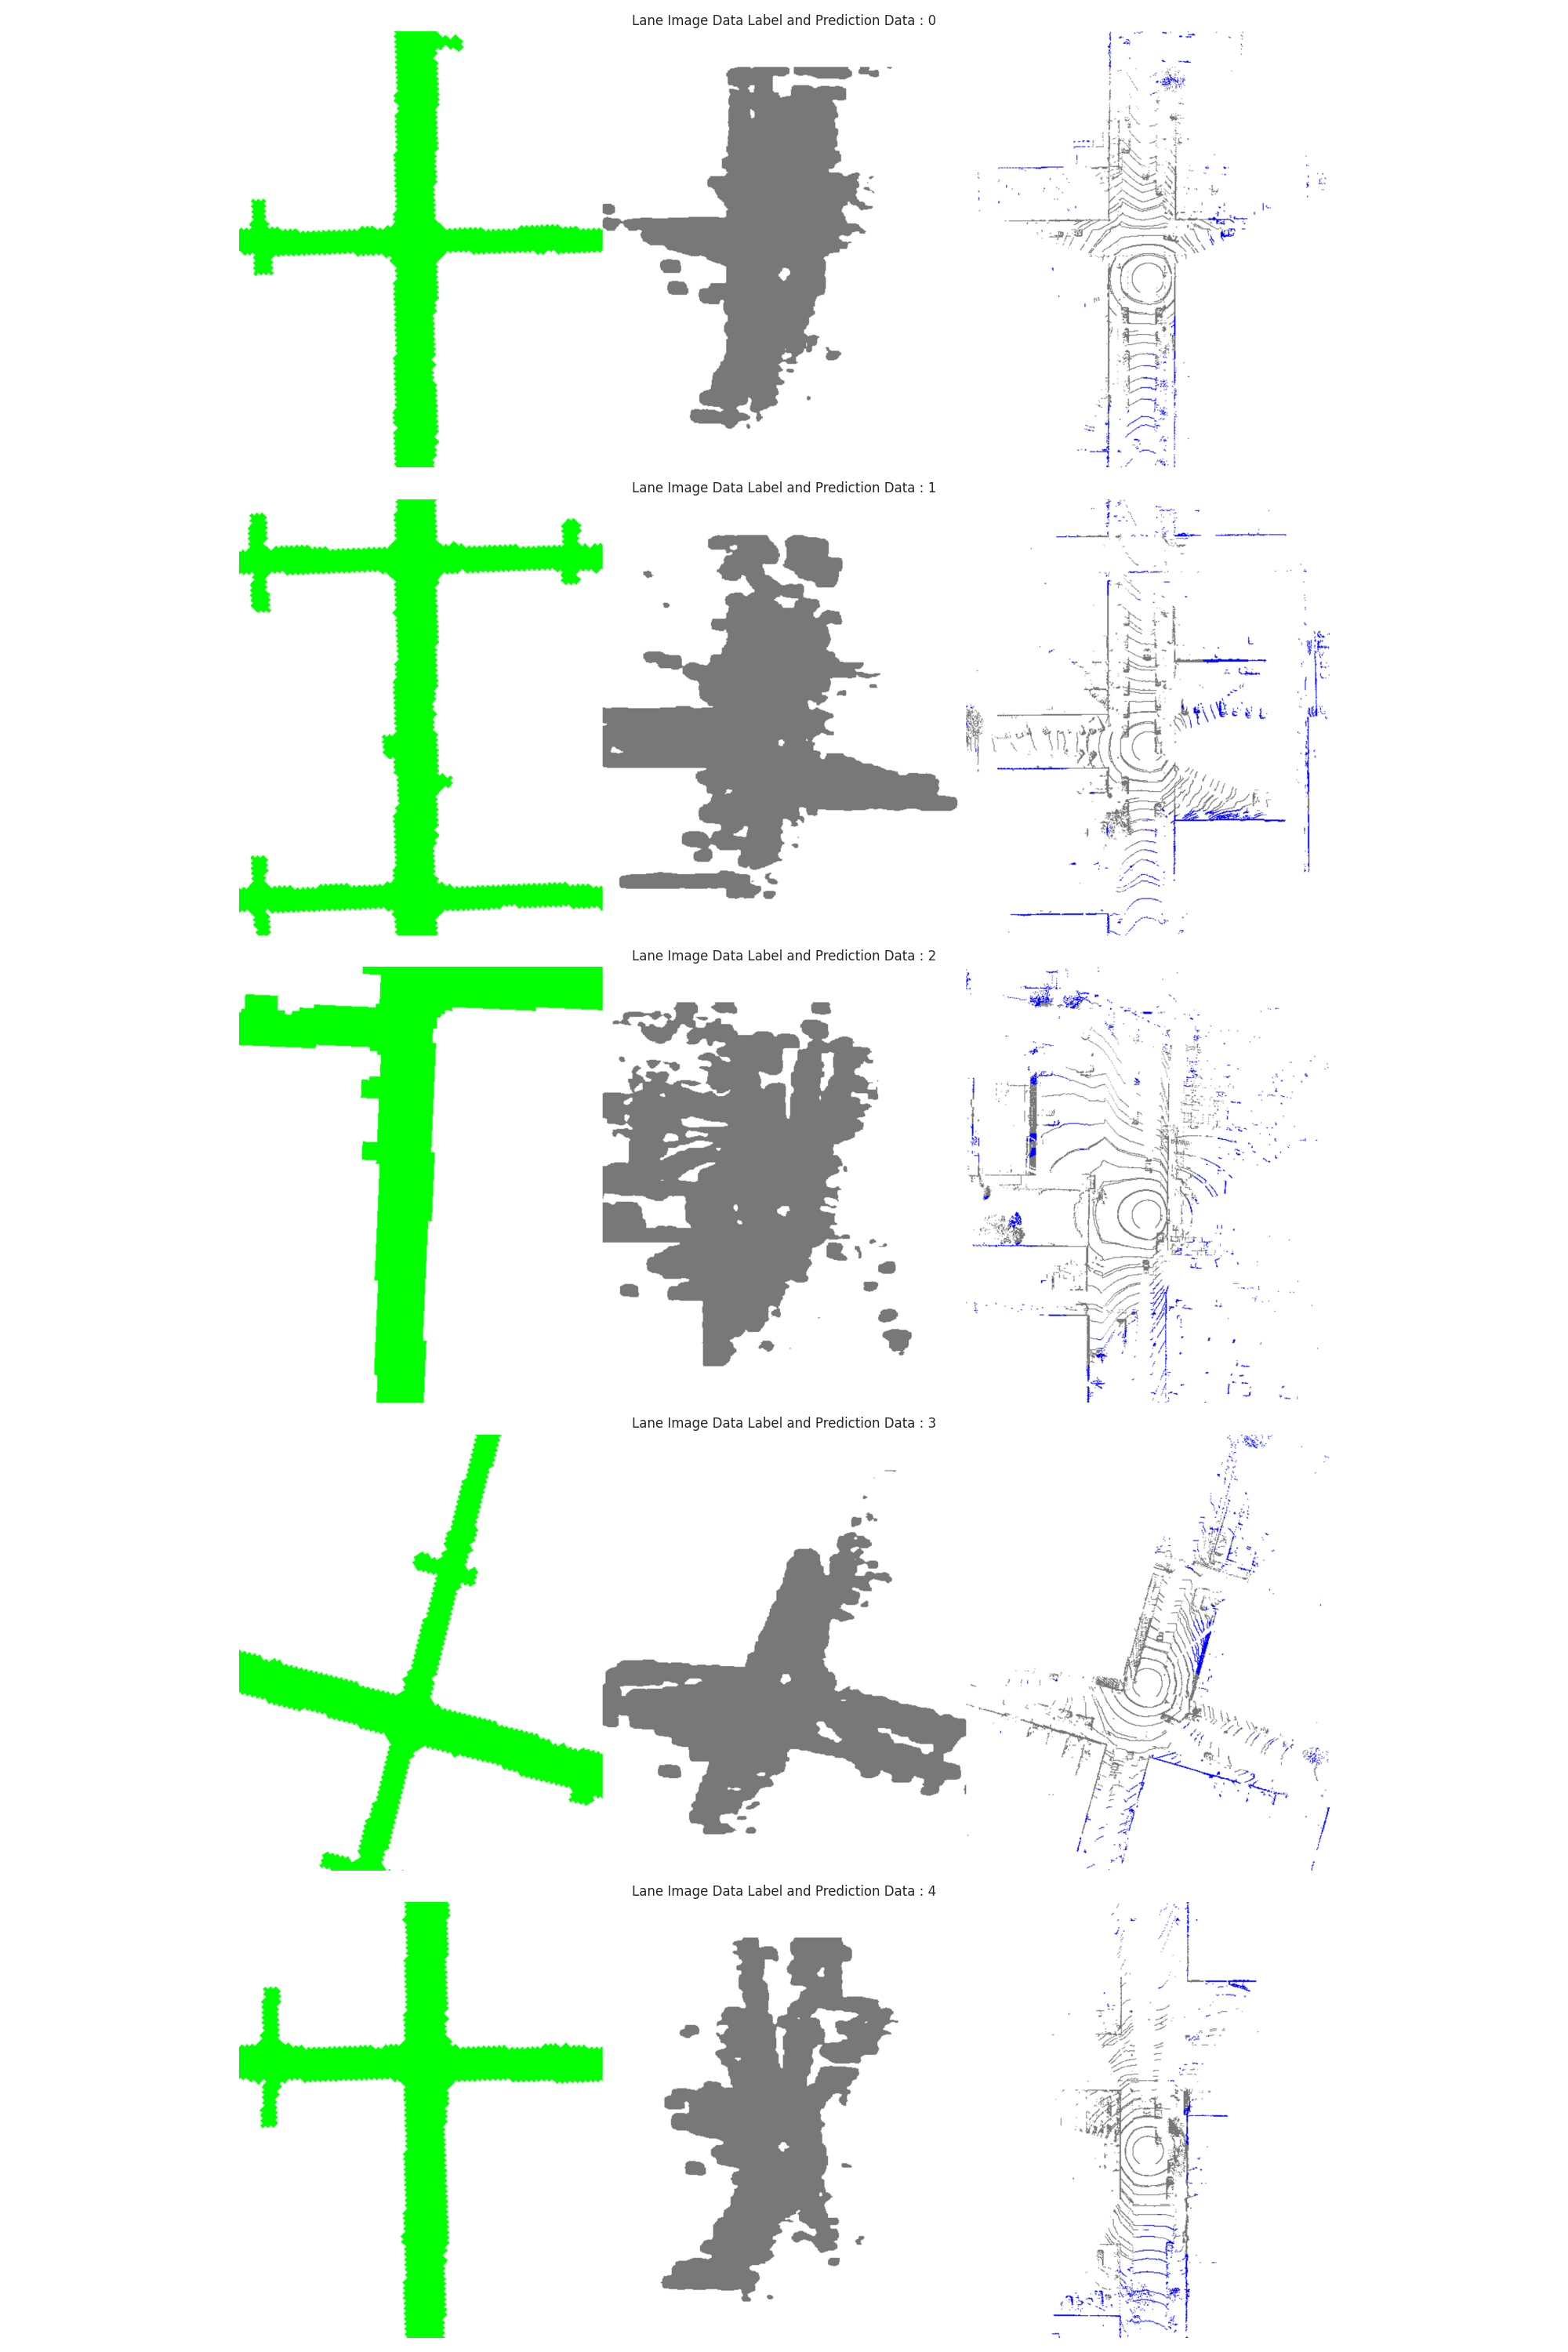 Lane Image Data Label and Prediction Data : 0
Lane Image Data Label and Prediction Data : 1
Lane Image Data Label and Prediction Data : 2
Lane Image Data Label and Prediction Data : 3
Lane Image Data Label and Prediction Data : 4